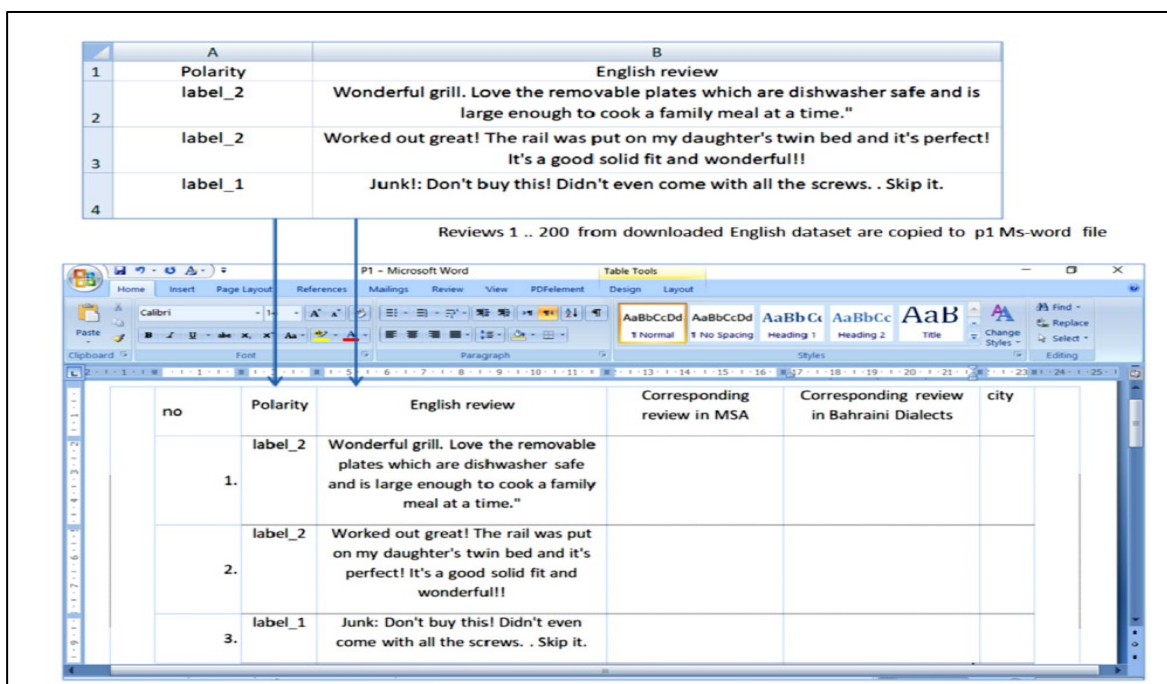 A B
1 Polarity English review
2 label_2 Wonderful grill. Love the removable plates which are dishwasher safe and is
large enough to cook a family meal at a time."
3 label_2 Worked out great! The rail was put on my daughter's twin bed and it's perfect!
It's a good solid fit and wonderful!!
4 label_1 Junk!: Don't buy this! Didn't even come with all the screws. . Skip it.
Reviews 1 .. 200 from downloaded English dataset are copied to p1 Ms-word file
P1 - Microsoft Word Table Tools
Home Insert Page Layout References Mailings Review View PDFelement Design Layout
Calibri
Paste
AaBbCcDd AaBbCcDd AaBbCc AaBbCc AaB
¶ Normal ¶ No Spacing Heading 1 Heading 2 Title
Change Styles
Find
Replace
Select
Clipboard Font Paragraph Styles Editing
no Polarity English review Corresponding review in MSA Corresponding review in Bahraini Dialects city
1. label_2 Wonderful grill. Love the removable
plates which are dishwasher safe
and is large enough to cook a family
meal at a time."
2. label_2 Worked out great! The rail was put
on my daughter's twin bed and it's
perfect! It's a good solid fit and
wonderful!!
3. label_1 Junk: Don't buy this! Didn't even
come with all the screws. . Skip it.